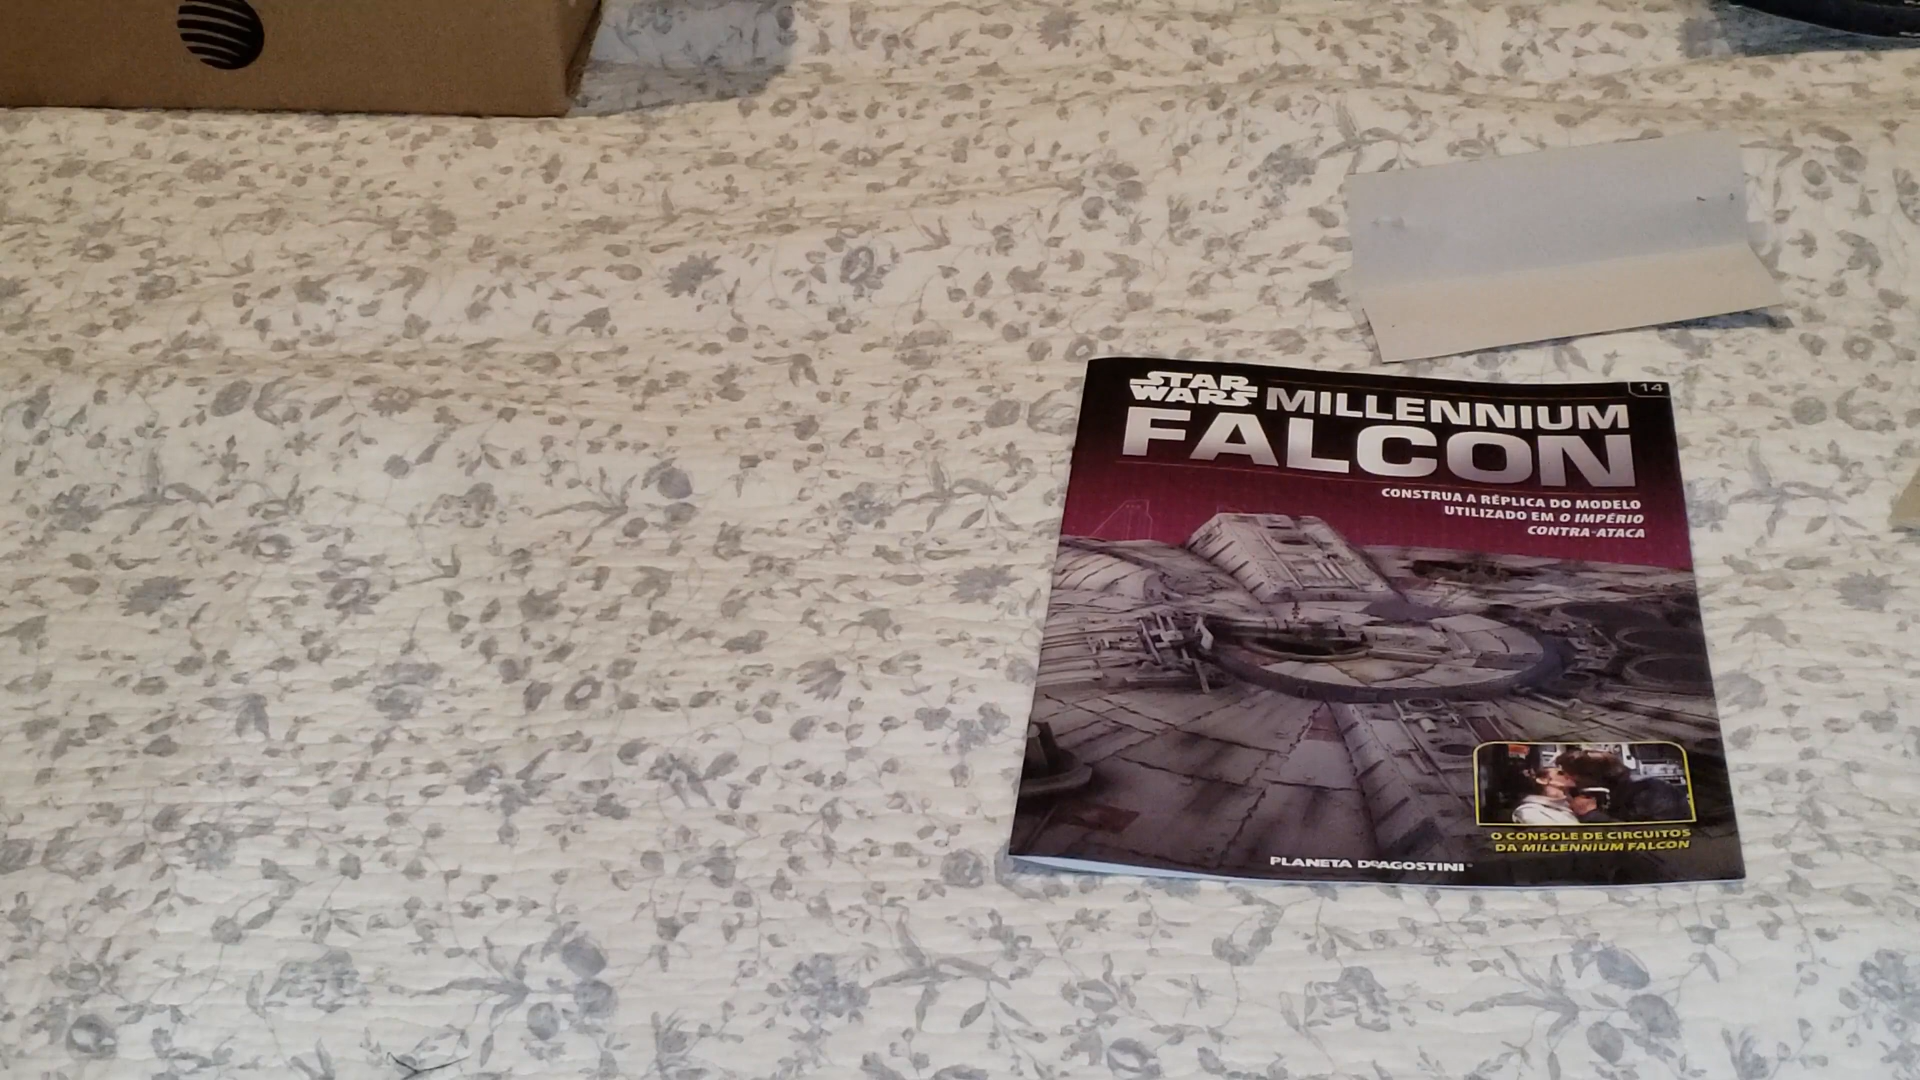 14
STAR
WARS
MILLENNIUM
FALCON
CONSTRUA A RÉPLICA DO MODELO
UTILIZADO EM O IMPÉRIO
CONTRA-ATACA
O CONSOLE DE CIRCUITOS
DA MILLENNIUM FALCON
PLANETA DEAGOSTINI